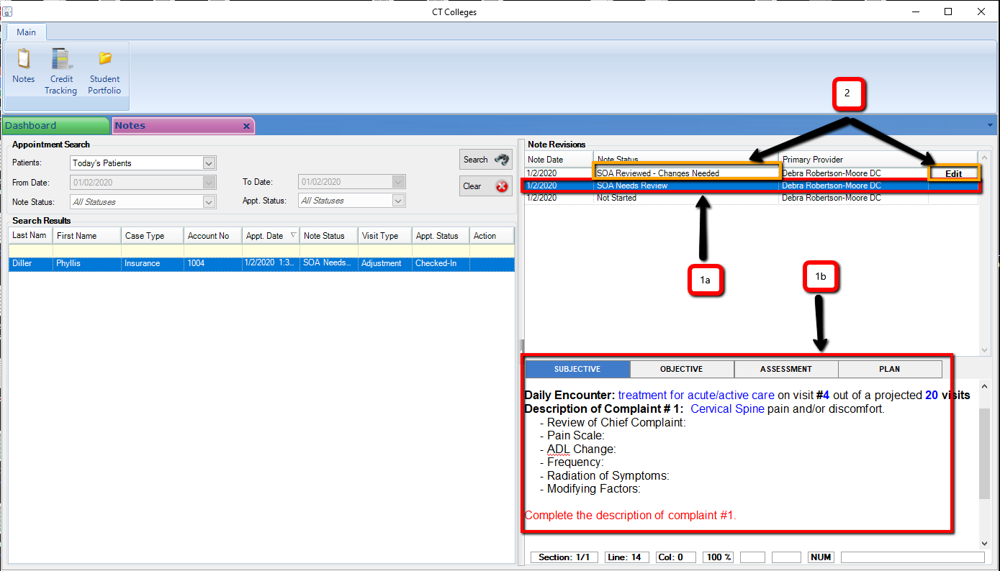 CT Colleges
Main
Notes
Credit Tracking
Student Portfolio
Dashboard
Notes x
Appointment Search
Patients: Today's Patients
Search
From Date: 01/02/2020 To Date: 01/02/2020
Clear
Note Status: All Statuses Appt. Status: All Statuses
Search Results
Last Nam First Name Case Type Account No Appt. Date Note Status Visit Type Appt. Status Action
Diller Phyllis Insurance 1004 1/2/2020 1:3... SOA Needs... Adjustment Checked-In
2
Note Revisions
Note Date Note Status Primary Provider
1/2/2020 SOA Reviewed - Changes Needed Debra Robertson-Moore DC Edit
1/2/2020 SOA Needs Review Debra Robertson-Moore DC
1/2/2020 Not Started Debra Robertson-Moore DC
1a
1b
SUBJECTIVE OBJECTIVE ASSESSMENT PLAN
Daily Encounter: treatment for acute/active care on visit #4 out of a projected 20 visits
Description of Complaint # 1: Cervical Spine pain and/or discomfort.
- Review of Chief Complaint:
- Pain Scale:
- ADL Change:
- Frequency:
- Radiation of Symptoms:
- Modifying Factors:
Complete the description of complaint #1.
Section: 1/1 Line: 14 Col: 0 100 % NUM